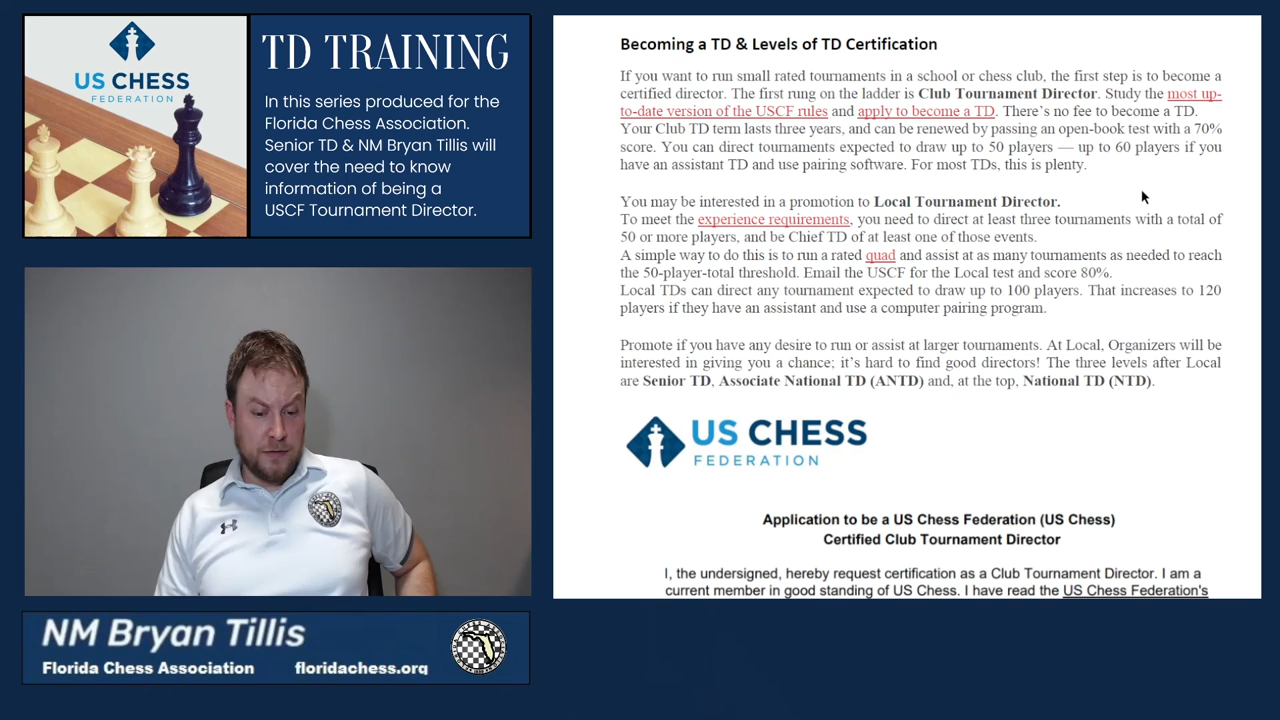 US CHESS
FEDERATION
TD TRAINING
In this series produced for the
Florida Chess Association.
Senior TD & NM Bryan Tillis will
cover the need to know
information of being a
USCF Tournament Director.
NM Bryan Tillis
Florida Chess Association floridachess.org
Becoming a TD & Levels of TD Certification
If you want to run small rated tournaments in a school or chess club, the first step is to become a
certified director. The first rung on the ladder is Club Tournament Director. Study the most up-
to-date version of the USCF rules and apply to become a TD. There's no fee to become a TD.
Your Club TD term lasts three years, and can be renewed by passing an open-book test with a 70%
score. You can direct tournaments expected to draw up to 50 players — up to 60 players if you
have an assistant TD and use pairing software. For most TDs, this is plenty.
You may be interested in a promotion to Local Tournament Director.
To meet the experience requirements, you need to direct at least three tournaments with a total of
50 or more players, and be Chief TD of at least one of those events.
A simple way to do this is to run a rated quad and assist at as many tournaments as needed to reach
the 50-player-total threshold. Email the USCF for the Local test and score 80%.
Local TDs can direct any tournament expected to draw up to 100 players. That increases to 120
players if they have an assistant and use a computer pairing program.
Promote if you have any desire to run or assist at larger tournaments. At Local, Organizers will be
interested in giving you a chance; it's hard to find good directors! The three levels after Local
are Senior TD, Associate National TD (ANTD) and, at the top, National TD (NTD).
US CHESS
FEDERATION
Application to be a US Chess Federation (US Chess)
Certified Club Tournament Director
I, the undersigned, hereby request certification as a Club Tournament Director. I am a
current member in good standing of US Chess. I have read the US Chess Federation's